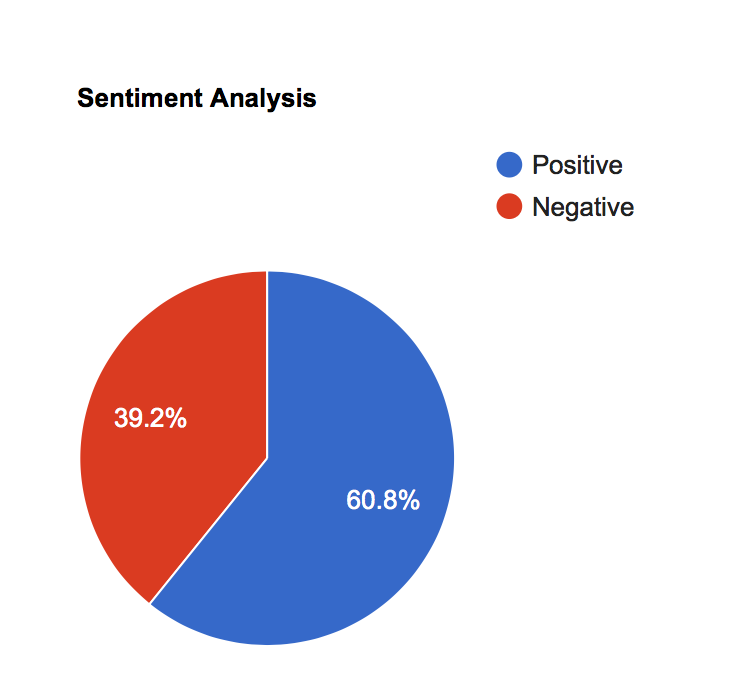 Sentiment Analysis
Positive
Negative
39.2%
60.8%